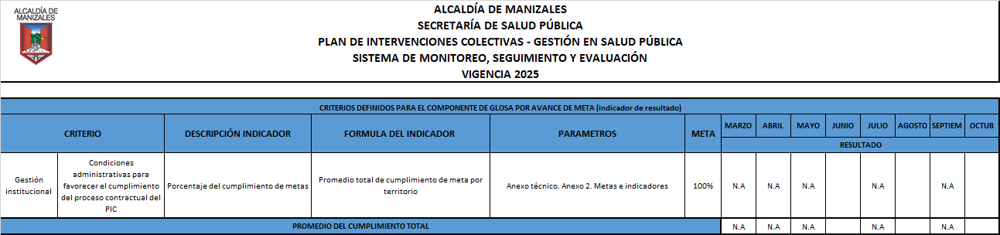 ALCALDÍA DE
MANIZALES
ALCALDÍA DE MANIZALES
SECRETARÍA DE SALUD PÚBLICA
PLAN DE INTERVENCIONES COLECTIVAS - GESTIÓN EN SALUD PÚBLICA
SISTEMA DE MONITOREO, SEGUIMIENTO Y EVALUACIÓN
VIGENCIA 2025
CRITERIOS DEFINIDOS PARA EL COMPONENTE DE GLOSA POR AVANCE DE META (indicador de resultado)
CRITERIO DESCRIPCIÓN INDICADOR FORMULA DEL INDICADOR PARAMETROS META MARZO ABRIL MAYO JUNIO JULIO AGOSTO SEPTIEM OCTUB
RESULTADO
Gestión
institucional
Condiciones
administrativas para
favorecer el cumplimiento
del proceso contractual del
PIC
Porcentaje del cumplimiento de metas
Promedio total de cumplimiento de meta por
territorio
Anexo técnico. Anexo 2. Metas e indicadores
100% N.A N.A N.A N.A N.A
PROMEDIO DEL CUMPLIMIENTO TOTAL N.A N.A N.A N.A N.A